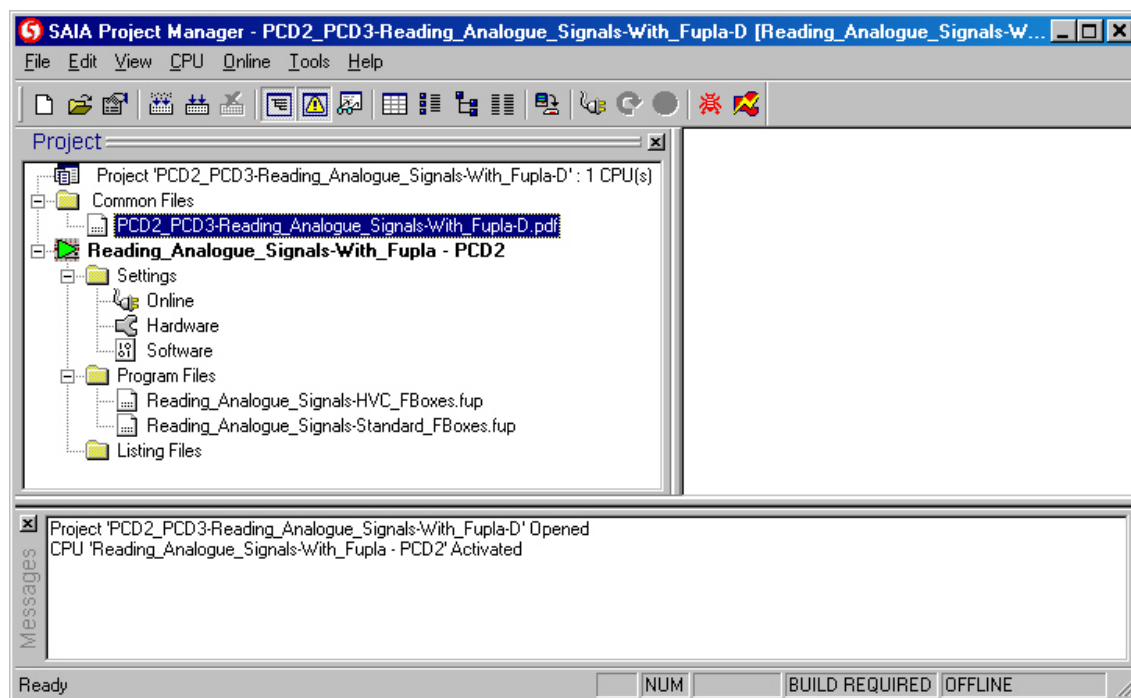 SAIA Project Manager - PCD2_PCD3-Reading_Analogue_Signals-With_Fupla-D [Reading_Analogue_Signals-W...
File Edit View CPU Online Tools Help
Project
Project 'PCD2_PCD3-Reading_Analogue_Signals-With_Fupla-D' : 1 CPU(s)
Common Files
PCD2_PCD3-Reading_Analogue_Signals-With_Fupla-D.pdf
Reading_Analogue_Signals-With_Fupla - PCD2
Settings
Online
Hardware
Software
Program Files
Reading_Analogue_Signals-HVC_FBoxes.fup
Reading_Analogue_Signals-Standard_FBoxes.fup
Listing Files
Messages
Project 'PCD2_PCD3-Reading_Analogue_Signals-With_Fupla-D' Opened
CPU 'Reading_Analogue_Signals-With_Fupla - PCD2' Activated
Ready NUM BUILD REQUIRED OFFLINE